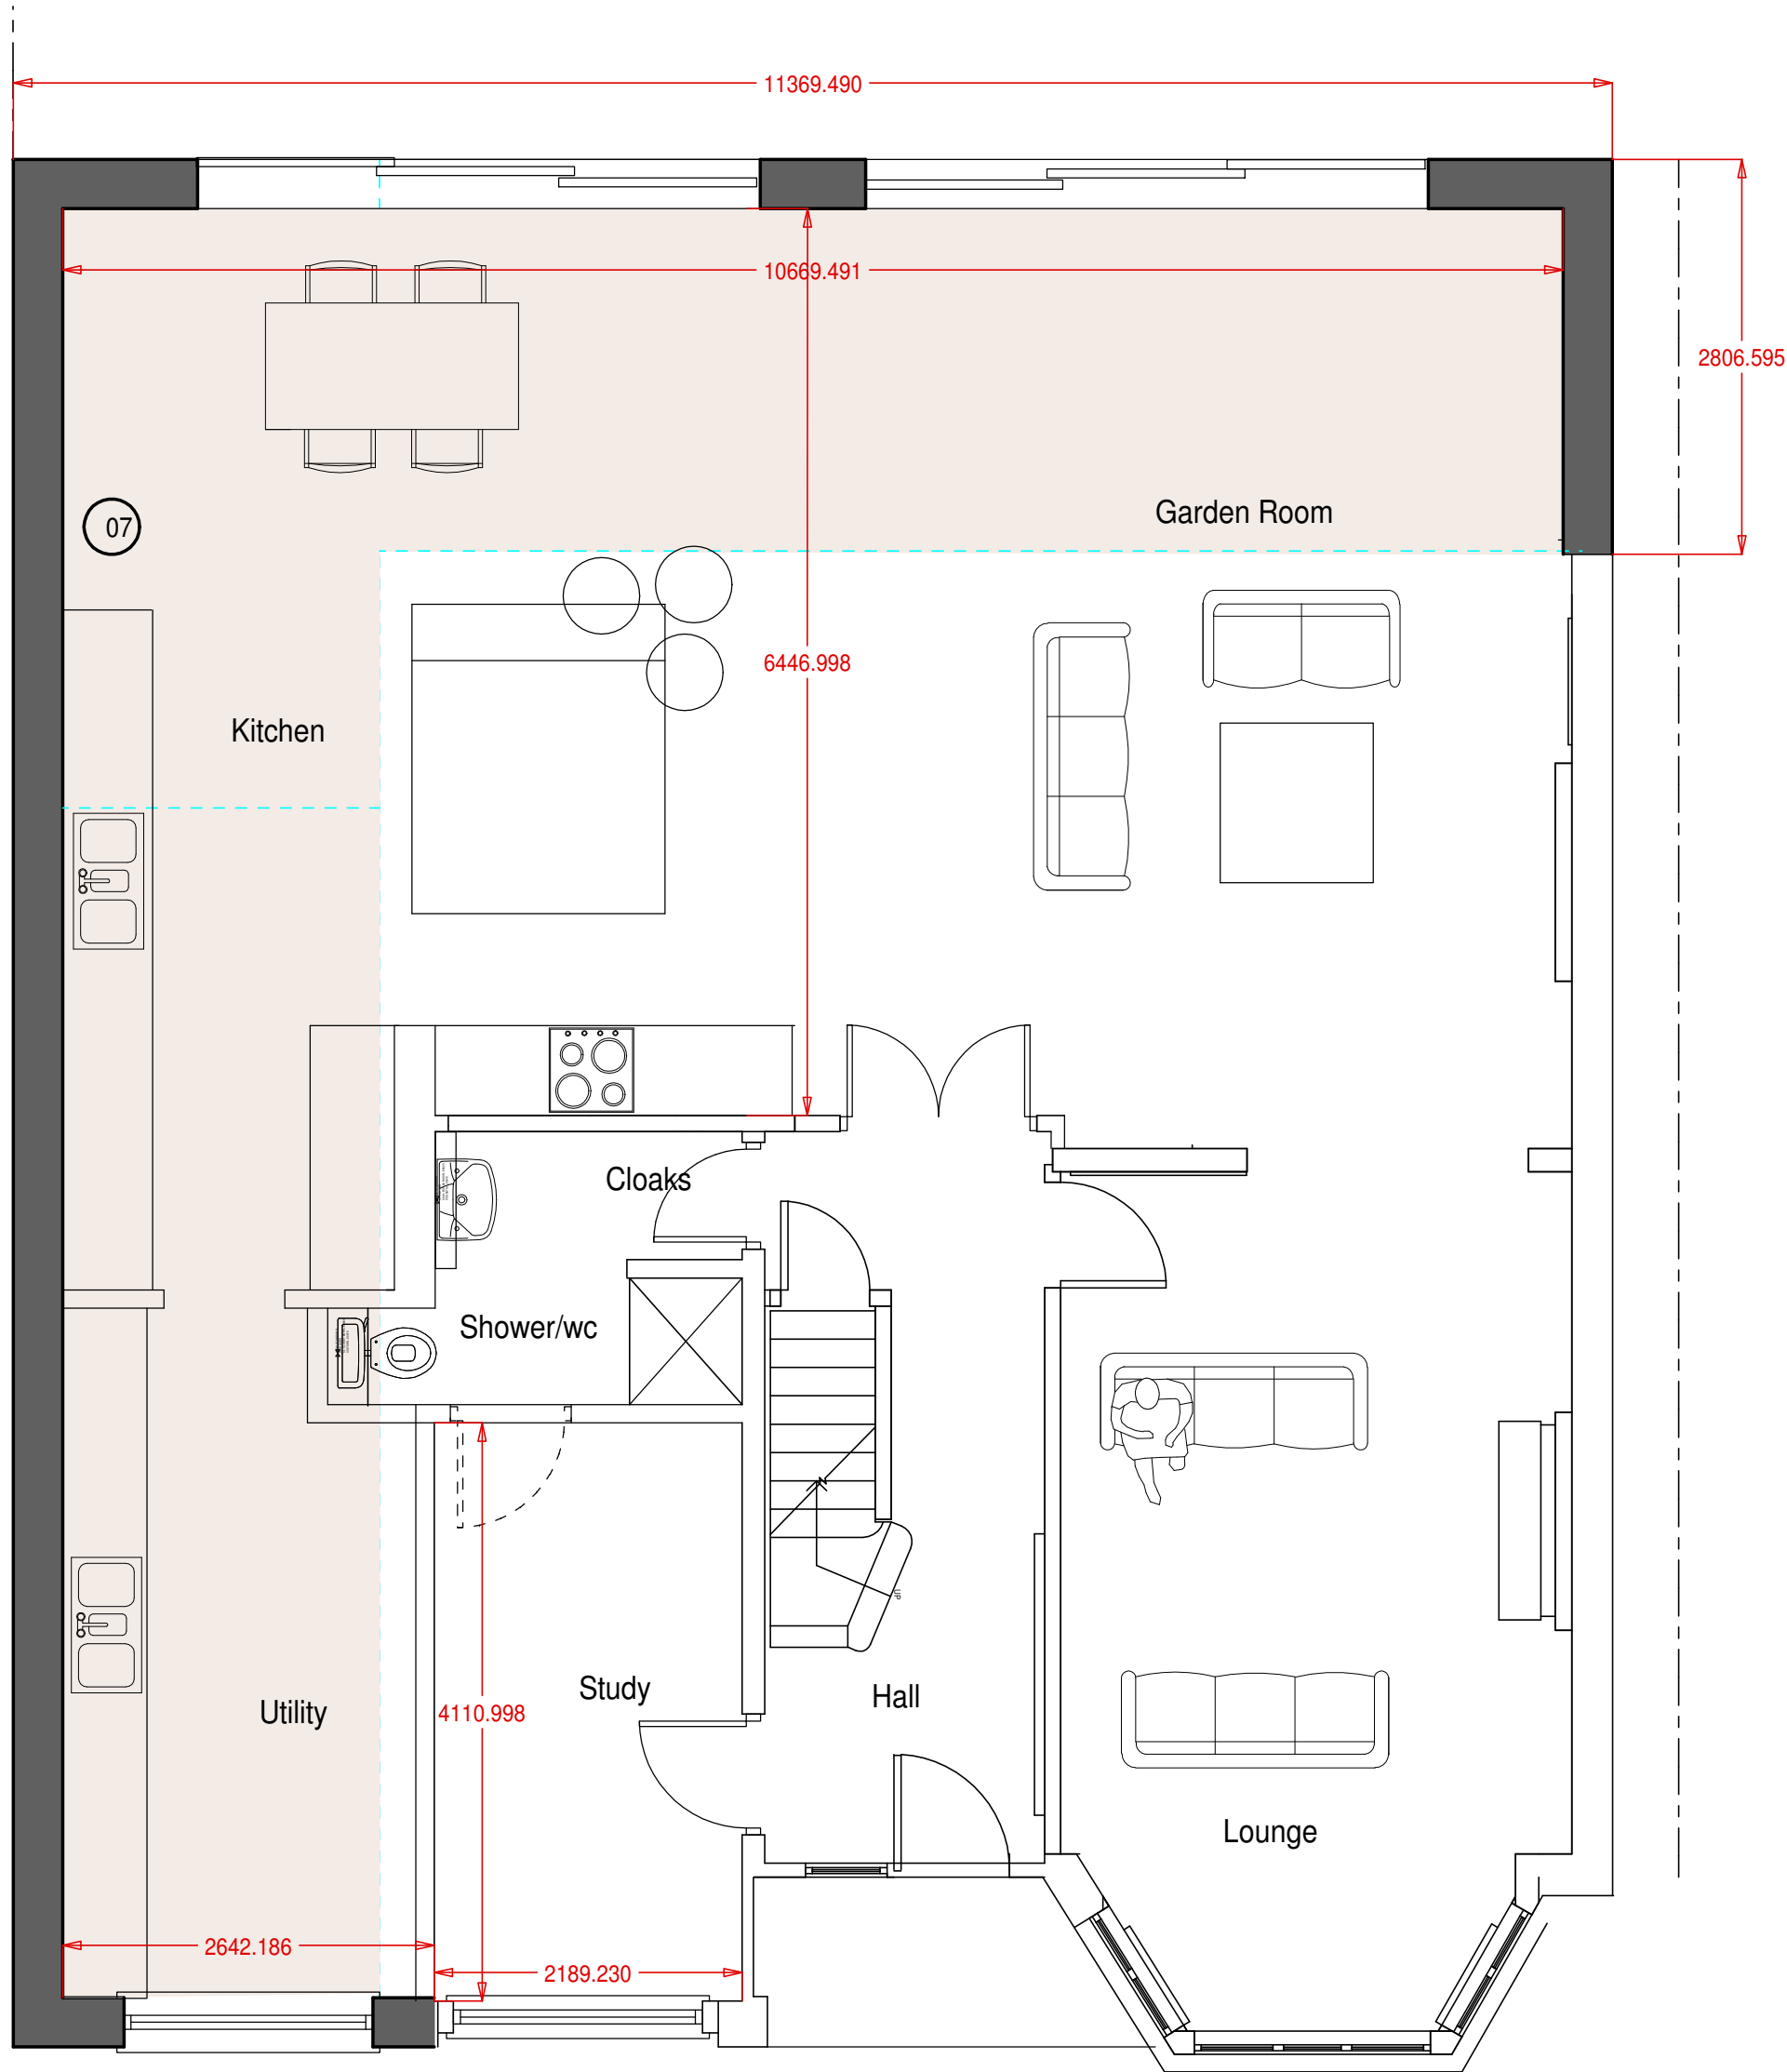 11369.490
10669.491
2806.595
Garden Room
07
6446.998
Kitchen
Cloaks
Shower/wc
UP
Study
Hall
4110.998
Utility
Lounge
2642.186
2189.230